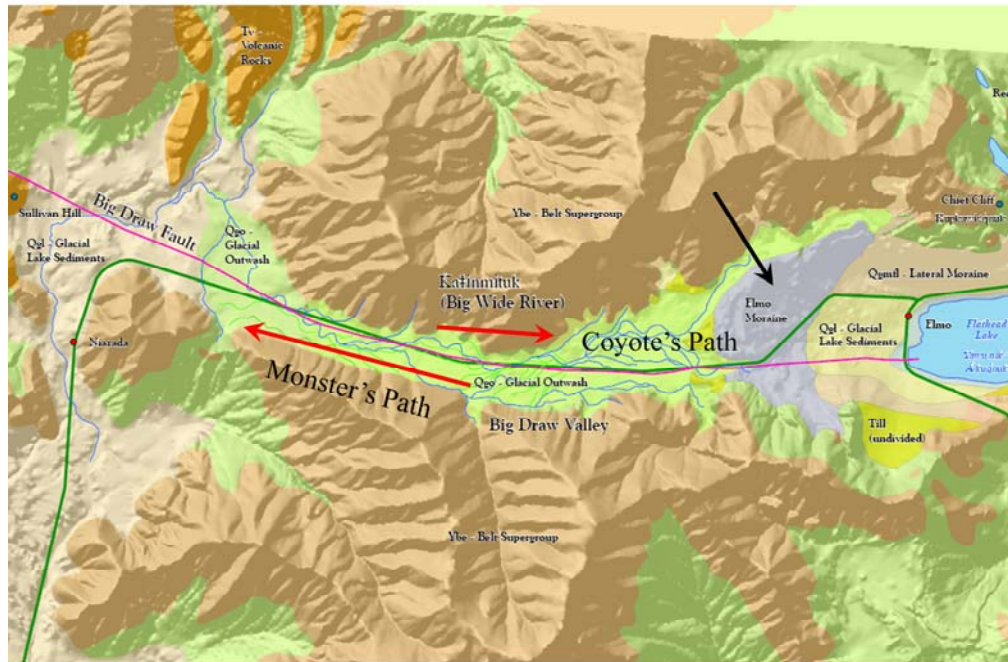 Tv -
Volcanic
Rocks
Sullivan Hill
Qgl - Glacial
Lake Sediments
Big Draw Fault
Qgo -
Glacial
Outwash
Niarada
Ybe - Belt Supergroup
(Big Wide River)
Monster's Path
Coyote's Path
Qgo - Glacial Outwash
Big Draw Valley
Ybe - Belt Supergroup
Elmo
Moraine
Chief Cliff
Qgmfl - Lateral Moraine
Qgl - Glacial
Lake Sediments
Elmo
Flathead
Lake
Till
(undivided)